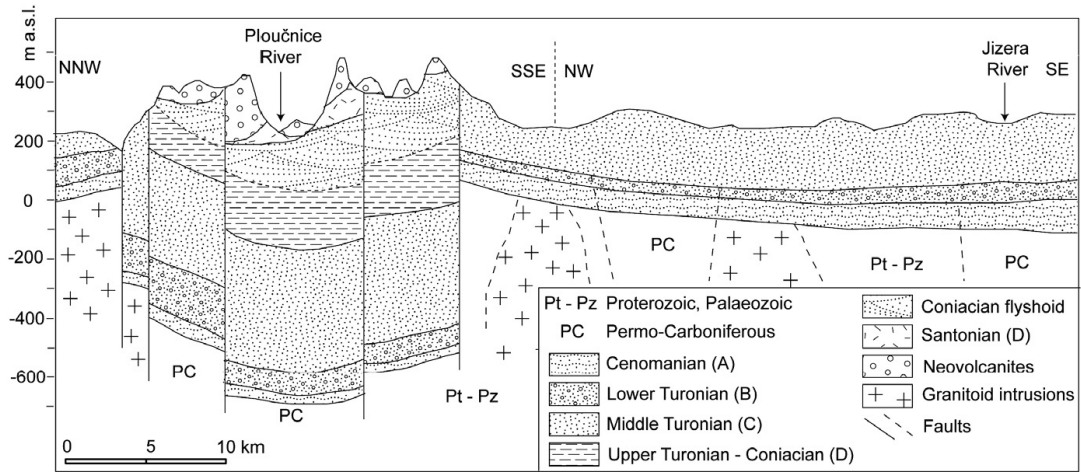 m a.s.l.
400
200
0
-200
-400
-600
NNW
Ploučnice
River
SSE
NW
Jizera
River
SE
PC
PC
Pt - Pz
PC
Pt - Pz
PC
0 5 10 km
Pt - Pz Proterozoic, Palaeozoic
PC Permo-Carboniferous
Cenomanian (A)
Lower Turonian (B)
Middle Turonian (C)
Upper Turonian - Coniacian (D)
Coniacian flyshoid
Santonian (D)
Neovolcanites
Granitoid intrusions
Faults